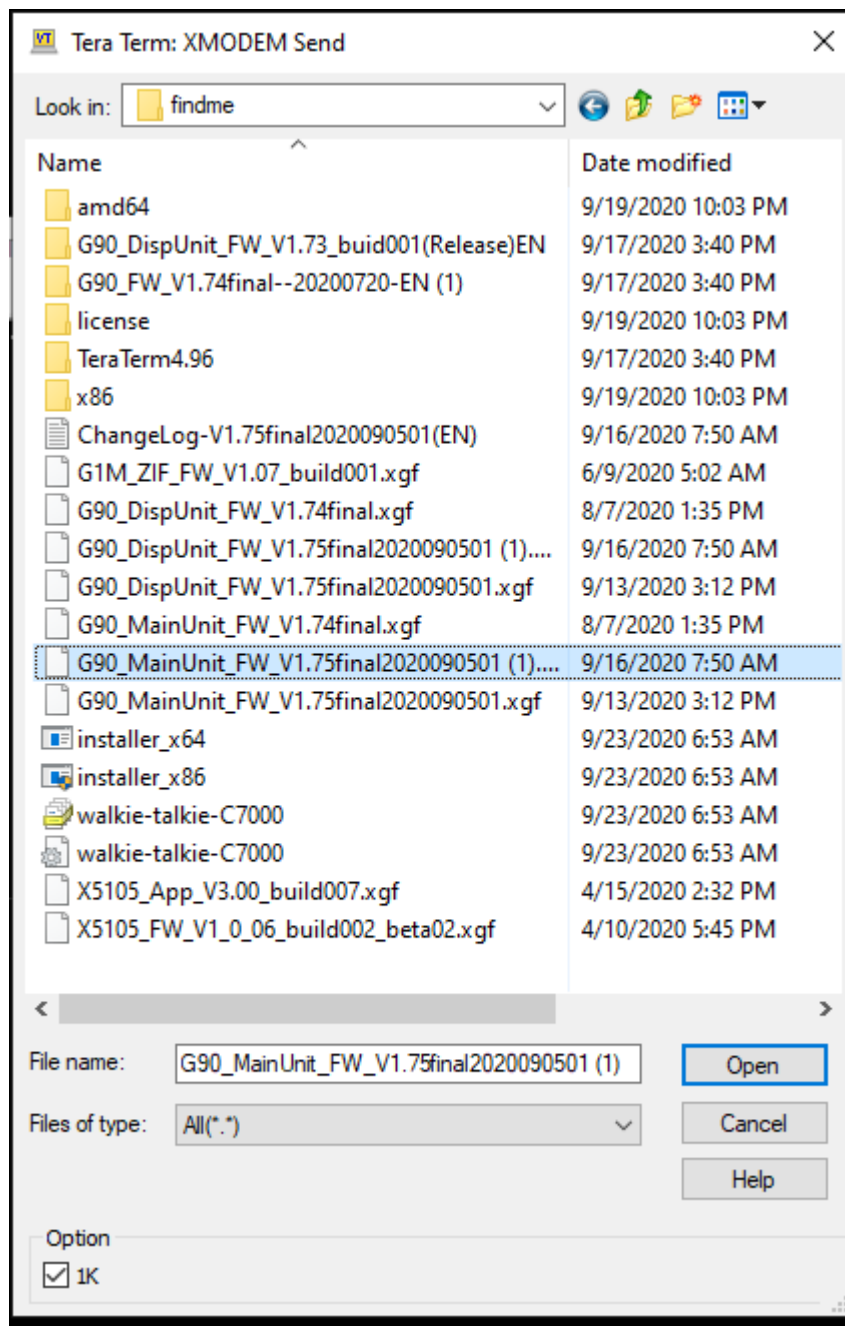 VT Tera Term: XMODEM Send
Look in: findme
Name Date modified
amd64 9/19/2020 10:03 PM
G90_DispUnit_FW_V1.73_buid001(Release)EN 9/17/2020 3:40 PM
G90_FW_V1.74final--20200720-EN (1) 9/17/2020 3:40 PM
license 9/19/2020 10:03 PM
TeraTerm4.96 9/17/2020 3:40 PM
x86 9/19/2020 10:03 PM
ChangeLog-V1.75final2020090501(EN) 9/16/2020 7:50 AM
G1M_ZIF_FW_V1.07_build001.xgf 6/9/2020 5:02 AM
G90_DispUnit_FW_V1.74final.xgf 8/7/2020 1:35 PM
G90_DispUnit_FW_V1.75final2020090501 (1).... 9/16/2020 7:50 AM
G90_DispUnit_FW_V1.75final2020090501.xgf 9/13/2020 3:12 PM
G90_MainUnit_FW_V1.74final.xgf 8/7/2020 1:35 PM
G90_MainUnit_FW_V1.75final2020090501 (1).... 9/16/2020 7:50 AM
G90_MainUnit_FW_V1.75final2020090501.xgf 9/13/2020 3:12 PM
installer_x64 9/23/2020 6:53 AM
installer_x86 9/23/2020 6:53 AM
walkie-talkie-C7000 9/23/2020 6:53 AM
walkie-talkie-C7000 9/23/2020 6:53 AM
X5105_App_V3.00_build007.xgf 4/15/2020 2:32 PM
X5105_FW_V1_0_06_build002_beta02.xgf 4/10/2020 5:45 PM
File name: G90_MainUnit_FW_V1.75final2020090501 (1) Open
Files of type: All(*.*) Cancel
Help
Option
1K